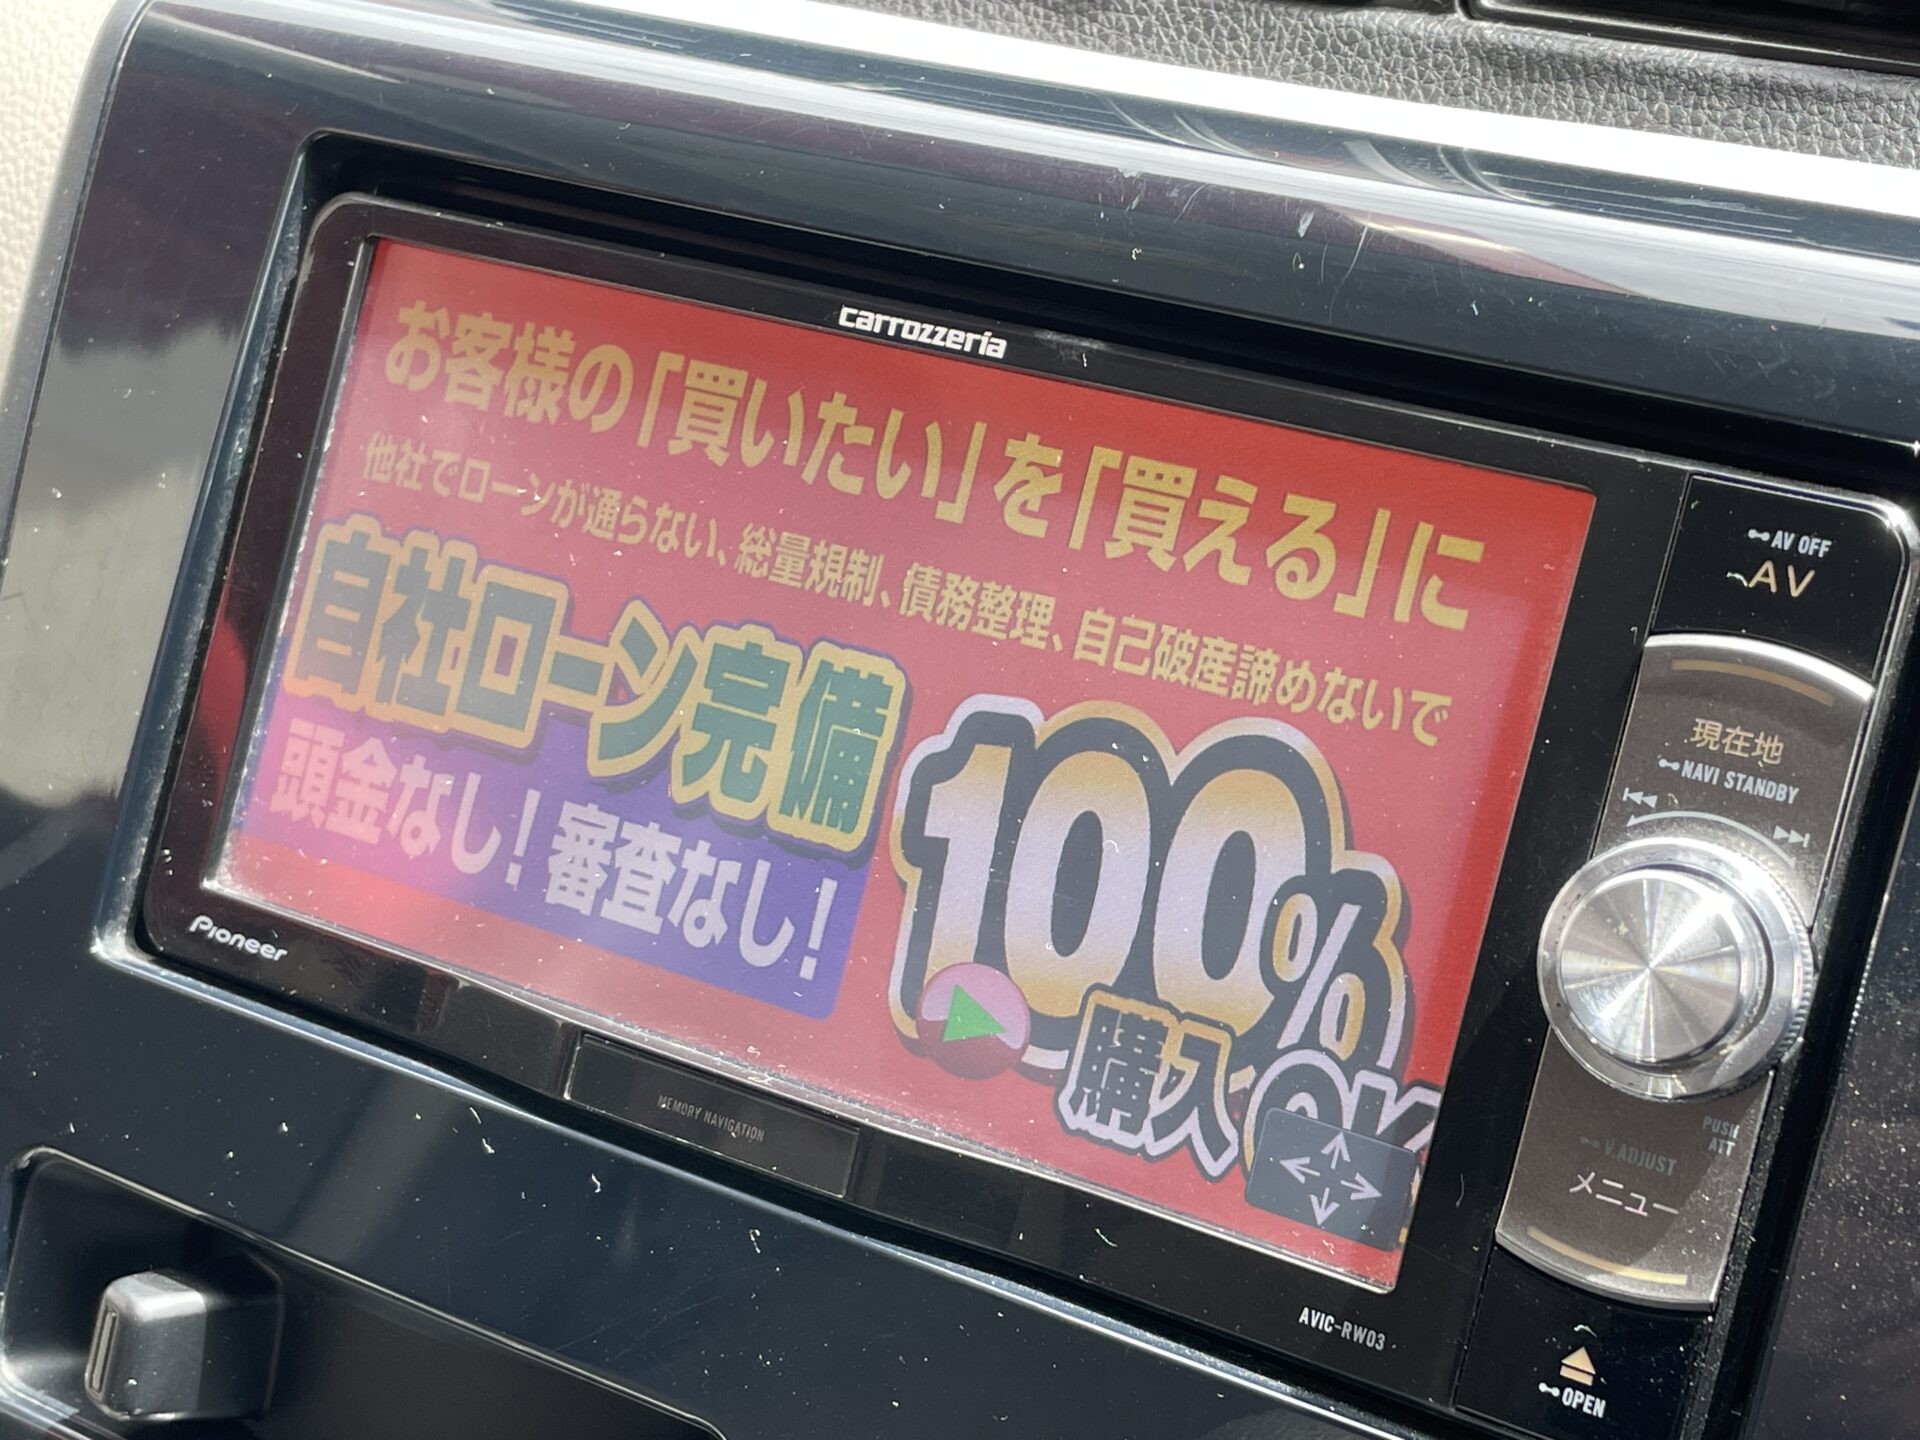 carrozzeria
お客様の「買いたい」を「買える」に
他社でローンが通らない、総量規制、債務整理、自己破産諦めないで
自社ローン完備
頭金なし！審査なし！
100%
購入OK
Pioneer
MEMORY NAVIGATION
AVIC-RW03
AV OFF
AV
現在地
NAVI STANDBY
PUSH
ATT
V.ADJUST
メニュー
OPEN